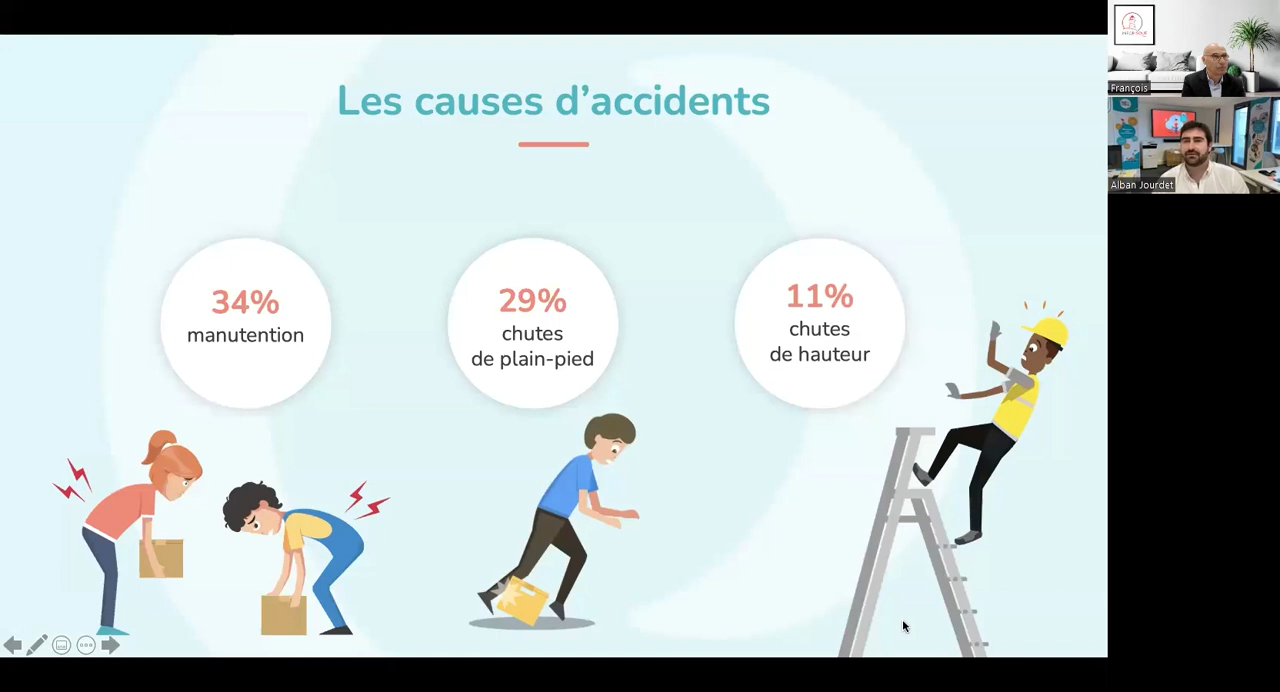 Les causes d'accidents
34%
manutention
29%
chutes
de plain-pied
11%
chutes
de hauteur
François
Alban Jourdet